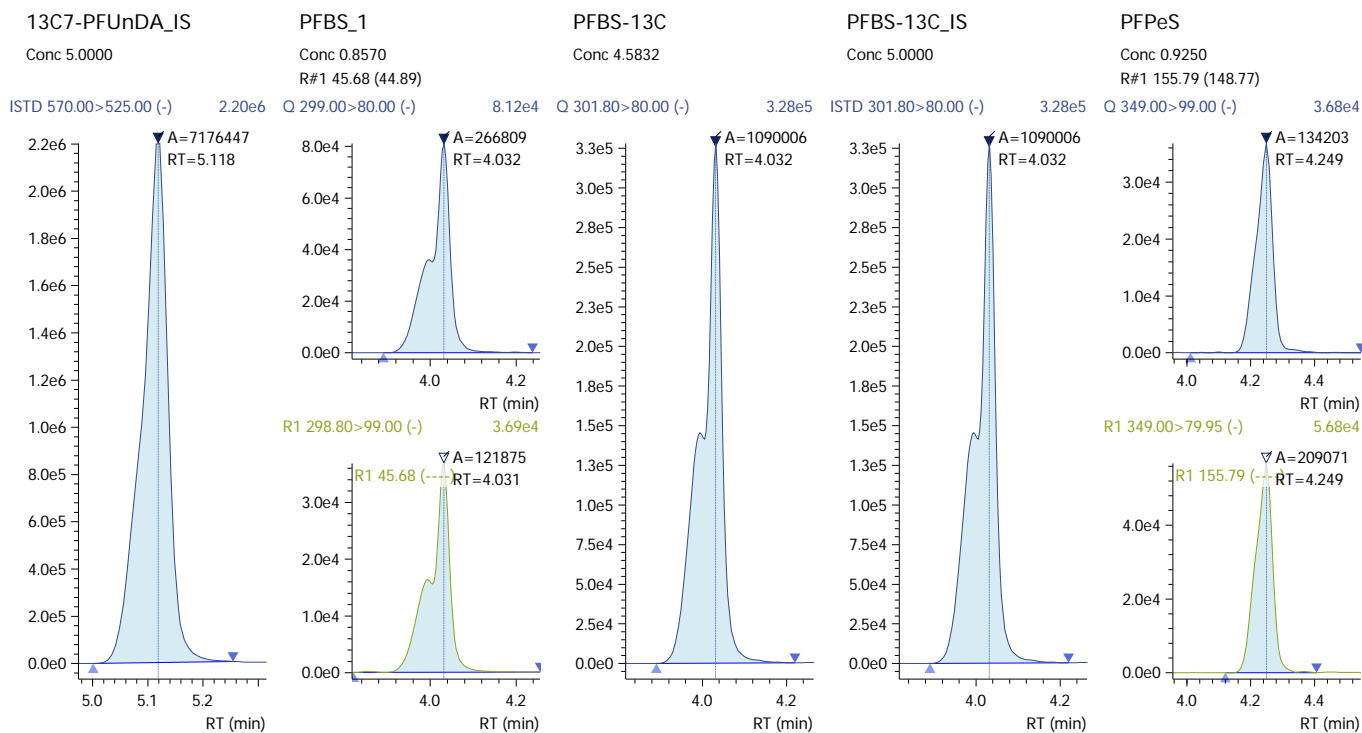 13C7-PFUnDA_IS
Conc 5.0000
ISTD 570.00>525.00 (-) 2.20e6
A=7176447
RT=5.118
2.2e6
2.0e6
1.8e6
1.6e6
1.4e6
1.2e6
1.0e6
8.0e5
6.0e5
4.0e5
2.0e5
0.0e0
5.0 5.1 5.2
RT (min)
PFBS_1
Conc 0.8570
R#1 45.68 (44.89)
Q 299.00>80.00 (-) 8.12e4
A=266809
RT=4.032
8.0e4
6.0e4
4.0e4
2.0e4
0.0e0
4.0 4.2
RT (min)
R1 298.80>99.00 (-) 3.69e4
A=121875
R1 45.68 (----)
RT=4.031
3.0e4
2.0e4
1.0e4
0.0e0
4.0 4.2
RT (min)
PFBS-13C
Conc 4.5832
Q 301.80>80.00 (-) 3.28e5
A=1090006
RT=4.032
3.3e5
3.0e5
2.8e5
2.5e5
2.3e5
2.0e5
1.8e5
1.5e5
1.3e5
1.0e5
7.5e4
5.0e4
2.5e4
0.0e0
4.0 4.2
RT (min)
PFBS-13C_IS
Conc 5.0000
ISTD 301.80>80.00 (-) 3.28e5
A=1090006
RT=4.032
3.3e5
3.0e5
2.8e5
2.5e5
2.3e5
2.0e5
1.8e5
1.5e5
1.3e5
1.0e5
7.5e4
5.0e4
2.5e4
0.0e0
4.0 4.2
RT (min)
PFPeS
Conc 0.9250
R#1 155.79 (148.77)
Q 349.00>99.00 (-) 3.68e4
A=134203
RT=4.249
3.0e4
2.0e4
1.0e4
0.0e0
4.0 4.2 4.4
RT (min)
R1 349.00>79.95 (-) 5.68e4
A=209071
R1 155.79 (----)
RT=4.249
4.0e4
2.0e4
0.0e0
4.0 4.2 4.4
RT (min)